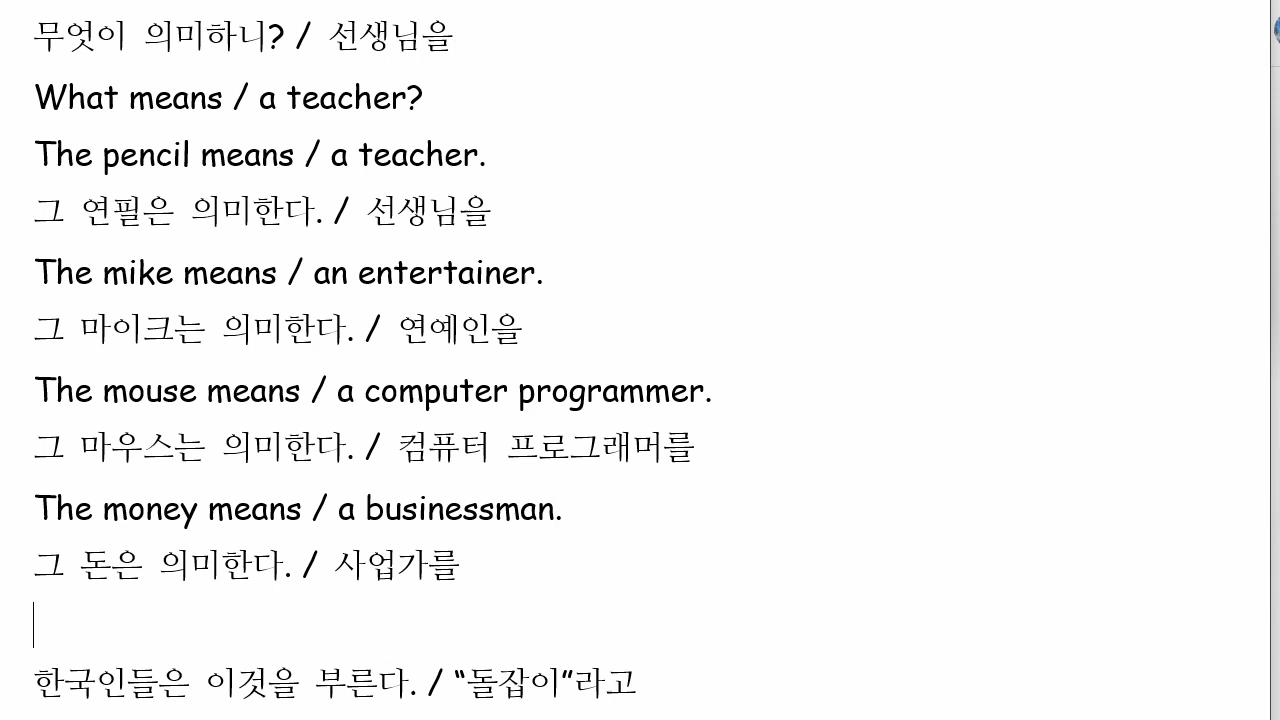 무엇이 의미하니? / 선생님을
What means / a teacher?
The pencil means / a teacher.
그 연필은 의미한다. / 선생님을
The mike means / an entertainer.
그 마이크는 의미한다. / 연예인을
The mouse means / a computer programmer.
그 마우스는 의미한다. / 컴퓨터 프로그래머를
The money means / a businessman.
그 돈은 의미한다. / 사업가를
한국인들은 이것을 부른다. / “돌잡이”라고